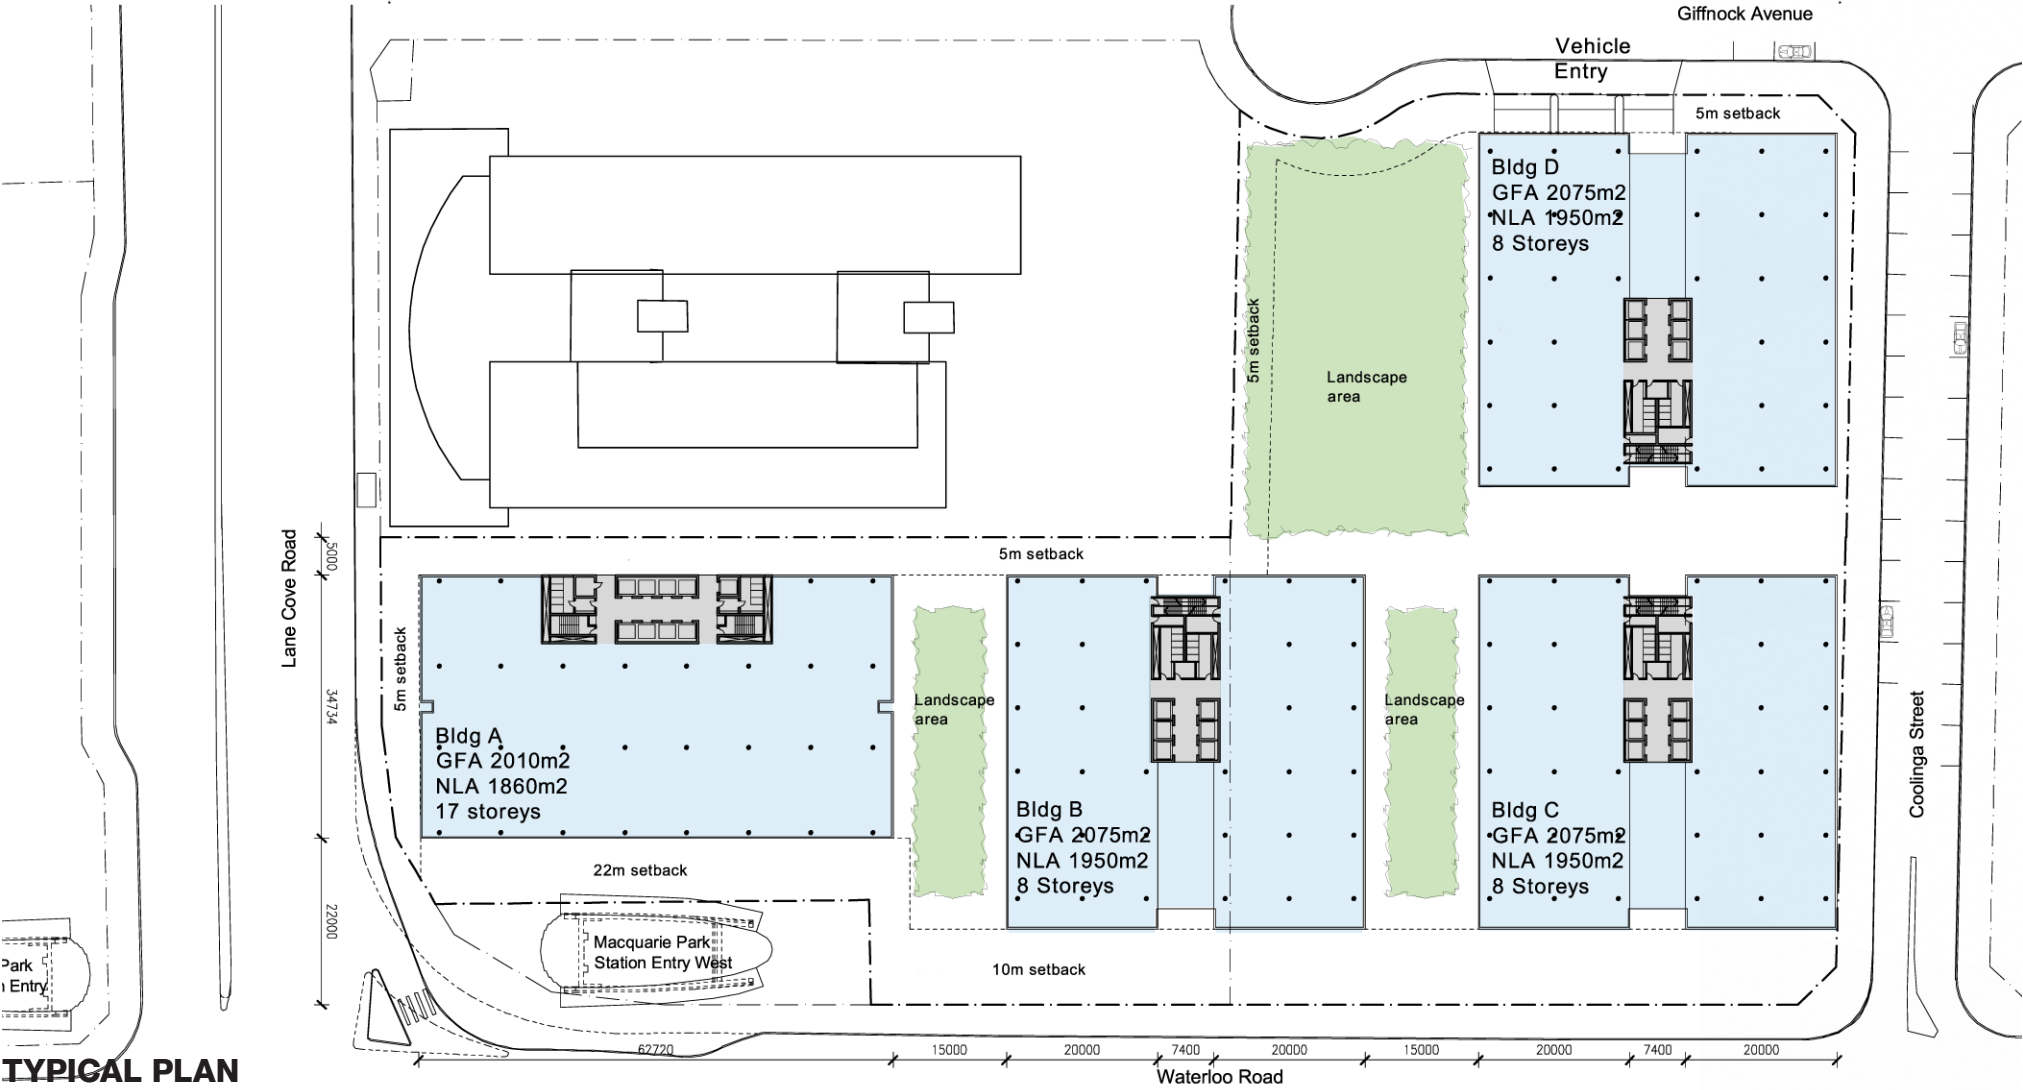 Giffnock Avenue
Vehicle
Entry
5m setback
Bldg D
GFA 2075m2
NLA 1950m2
8 Storeys
5m setback
Landscape
area
Lane Cove Road
5000
34734
22000
5m setback
5m setback
Bldg A
GFA 2010m2
NLA 1860m2
17 storeys
Landscape
area
Bldg B
GFA 2075m2
NLA 1950m2
8 Storeys
Landscape
area
Bldg C
GFA 2075m2
NLA 1950m2
8 Storeys
Coolinga Street
22m setback
Macquarie Park
Station Entry West
10m setback
Park
Entry
62720
15000
20000
7400
20000
15000
20000
7400
20000
Waterloo Road
TYPICAL PLAN